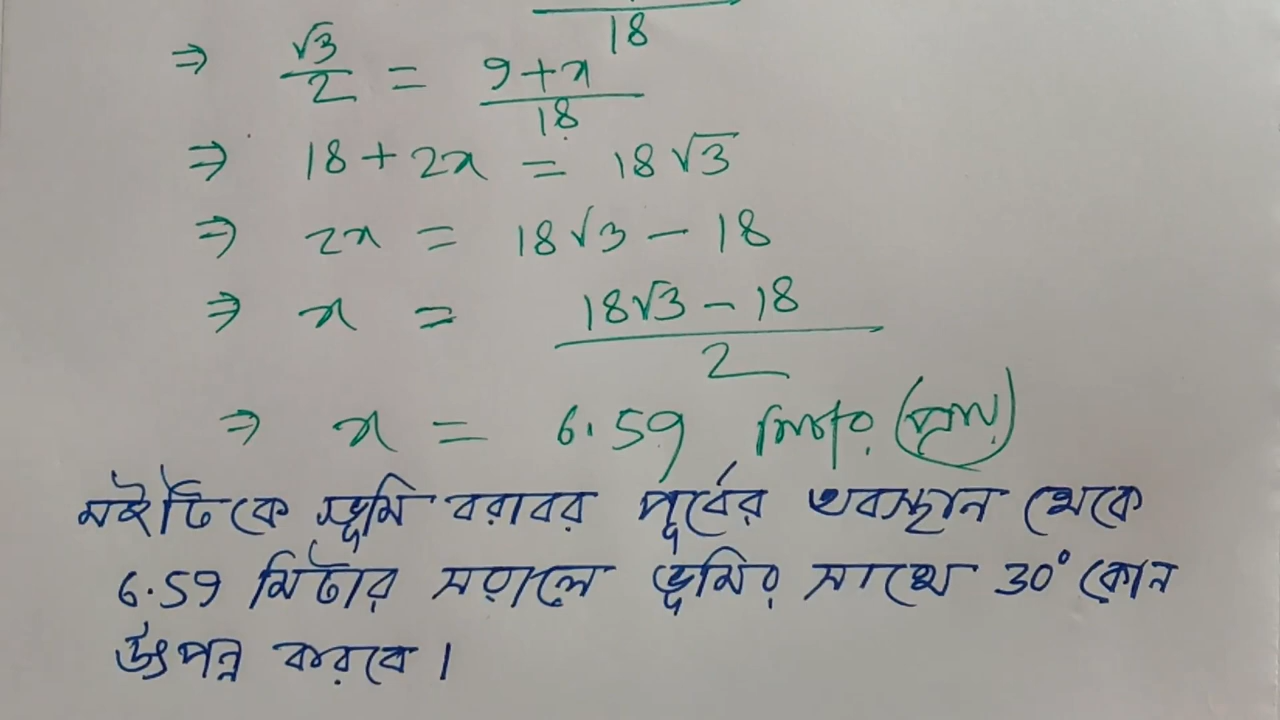 18
⇒ √3/2 = 9+x/18
⇒ 18+2x = 18√3
⇒ 2x = 18√3 − 18
⇒ x = 18√3 − 18/2
⇒ x = 6.59 মিটার (প্রায়)
মইটিকে ভূমি বরাবর পূর্বের অবস্থান থেকে
6.59 মিটার সরালে ভূমির সাথে 30° কোন
উৎপন্ন করবে।